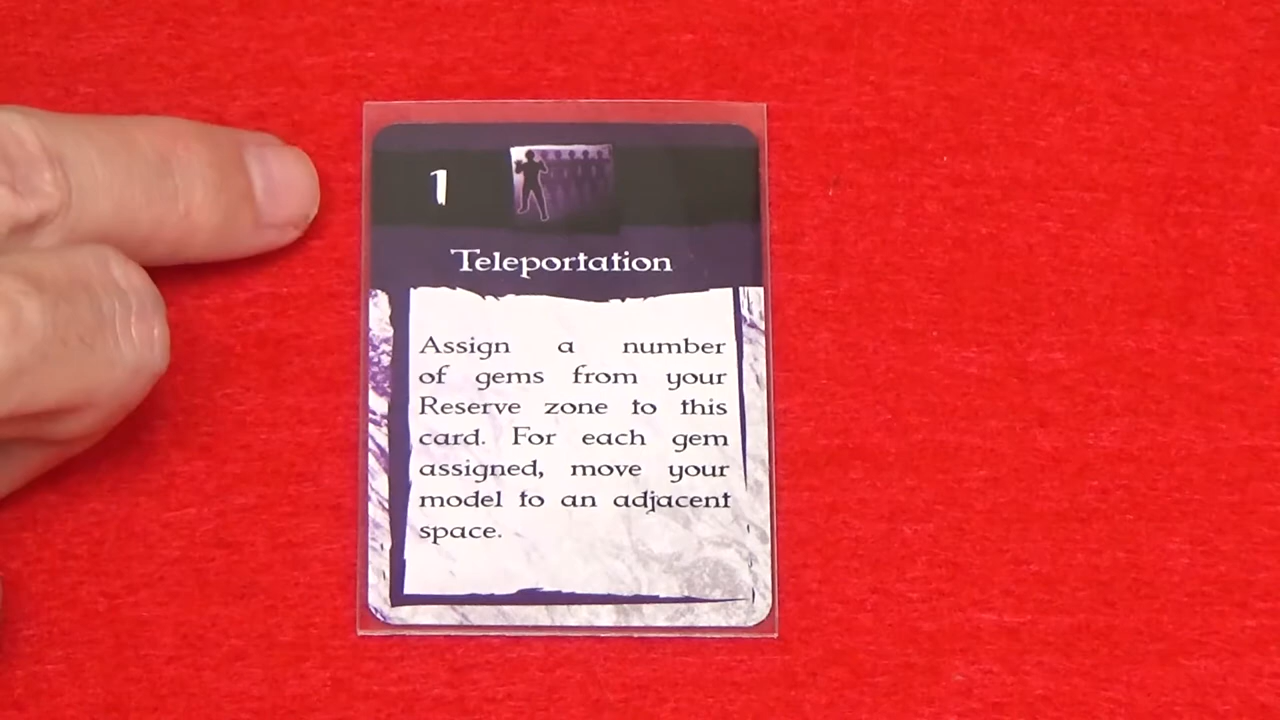 1
Teleportation
Assign a number
of gems from your
Reserve zone to this
card. For each gem
assigned, move your
model to an adjacent
space.